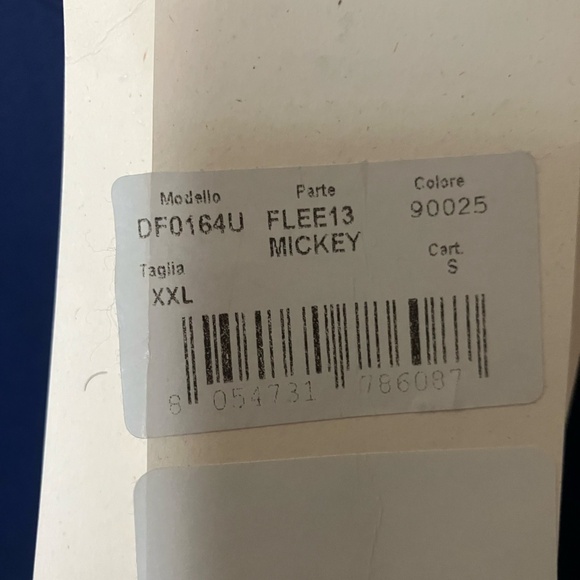 Modello Parte Colore
DF0164U FLEE13 90025
MICKEY
Taglia Cart.
XXL S
8 054731 786087